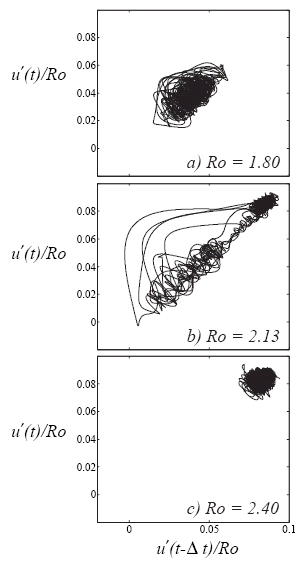 0.08
0.06
u′(t)/Ro
0.04
0.02
0
a) Ro = 1.80
0.08
0.06
u′(t)/Ro
0.04
0.02
0
b) Ro = 2.13
0.08
0.06
u′(t)/Ro
0.04
0.02
0
c) Ro = 2.40
0 0.05 0.1
u′(t-Δ t)/Ro